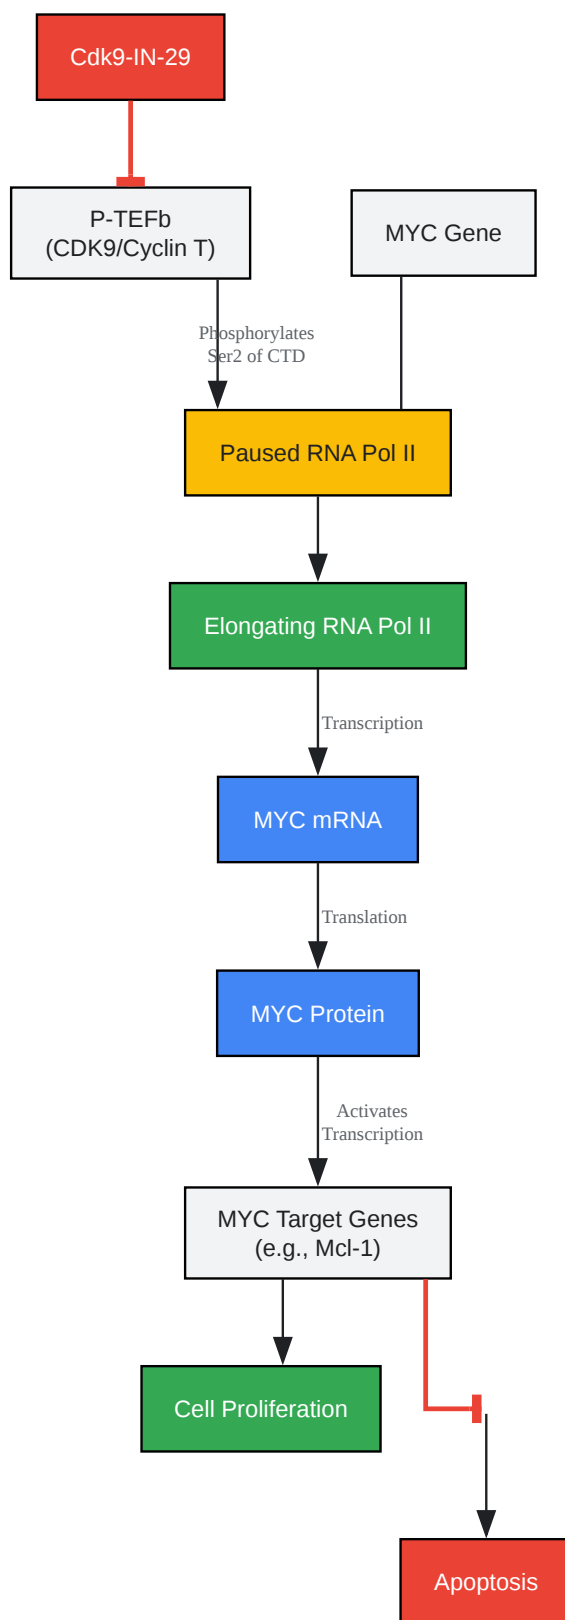 Cdk9-IN-29
P-TEFb
(CDK9/Cyclin T)
MYC Gene
Phosphorylates
Ser2 of CTD
Paused RNA Pol II
Elongating RNA Pol II
Transcription
MYC mRNA
Translation
MYC Protein
Activates
Transcription
MYC Target Genes
(e.g., Mcl-1)
Cell Proliferation
Apoptosis